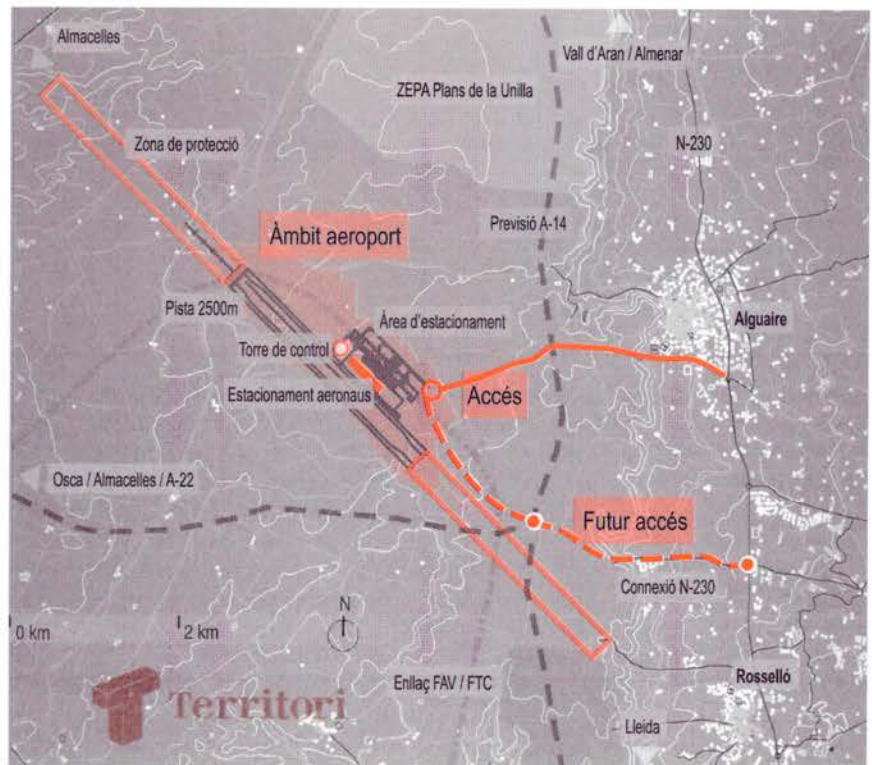 Almacelles
Vall d'Aran / Almenar
ZEPA Plans de la Unilla
Zona de protecció
N-230
Previsió A-14
Àmbit aeroport
Pista 2500m
Àrea d'estacionament
Alguaire
Torre de control
Estacionament aeronaus
Accés
Osca / Almacelles / A-22
Futur accés
Connexió N-230
0 km
2 km
N
Enllaç FAV / FTC
Rosselló
Territori
Lleida